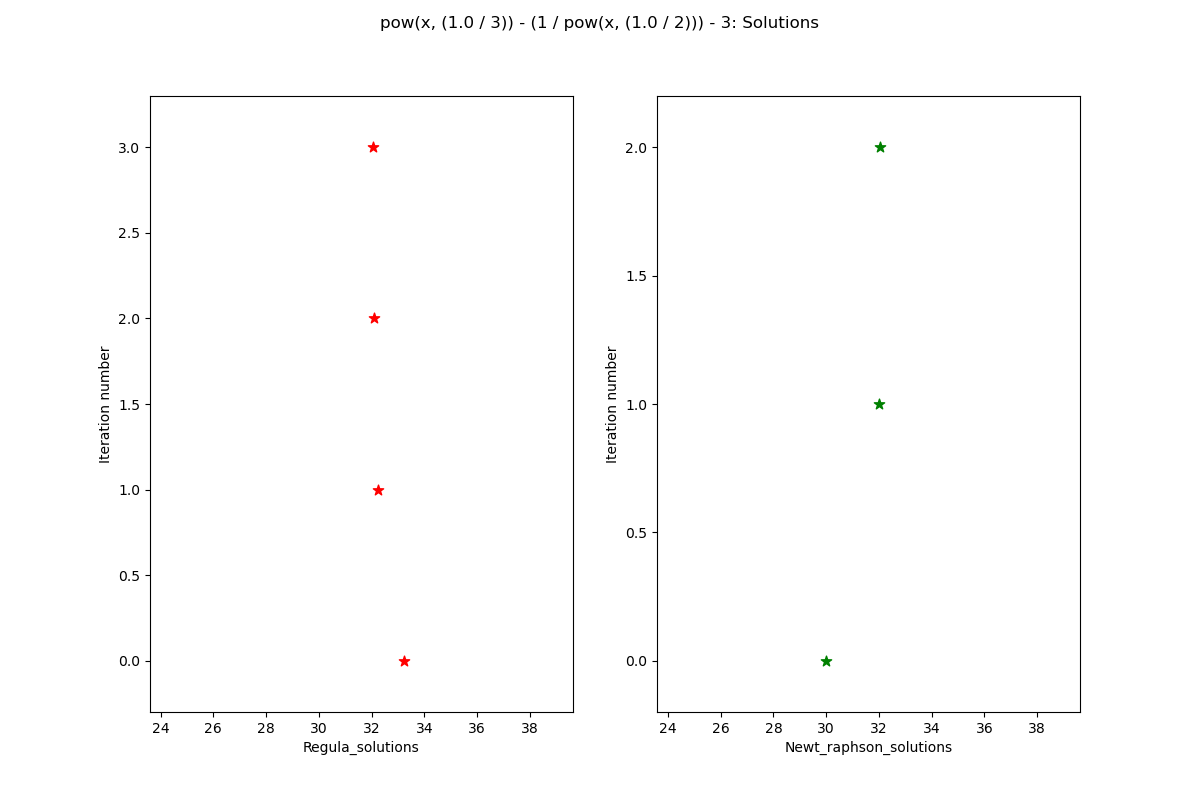 pow(x, (1.0 / 3)) - (1 / pow(x, (1.0 / 2))) - 3: Solutions
3.0
2.5
2.0
1.5
1.0
0.5
0.0
Iteration number
24 26 28 30 32 34 36 38
Regula_solutions
2.0
1.5
1.0
0.5
0.0
Iteration number
24 26 28 30 32 34 36 38
Newt_raphson_solutions